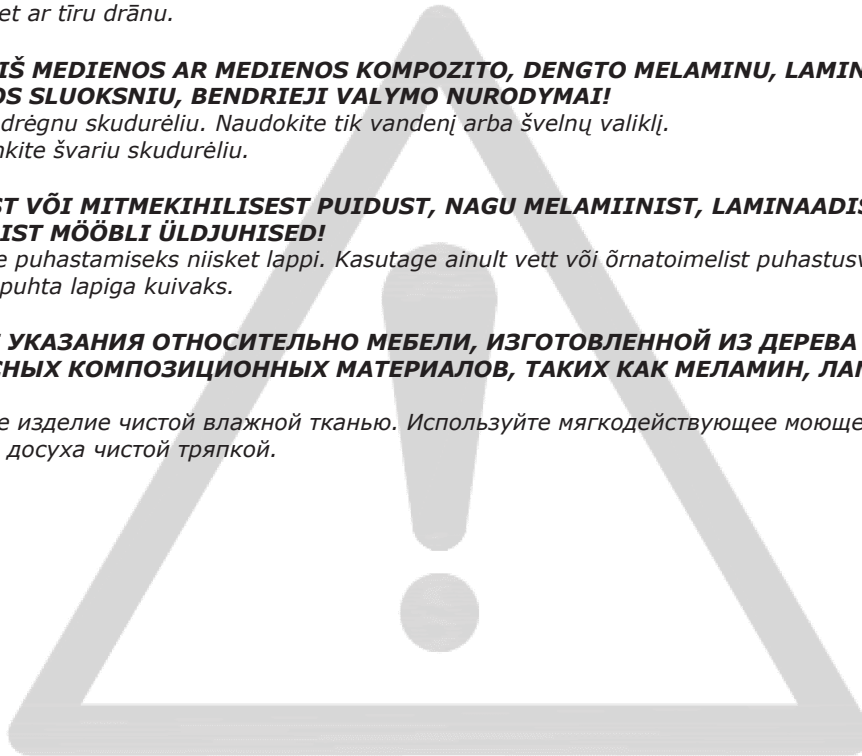 et ar tīru drānu.
IŠ MEDIENOS AR MEDIENOS KOMPOZITO, DENGTO MELAMINU, LAMIN
OS SLUOKSNIU, BENDRIEJI VALYMO NURODYMAI!
drėgnu skudurėliu. Naudokite tik vandenį arba švelnų valiklį.
nkite švariu skudurėliu.
ST VÕI MITMEKIHILISEST PUIDUST, NAGU MELAMIINIST, LAMINAADIS
IST MÖÖBLI ÜLDJUHISED!
e puhastamiseks niisket lappi. Kasutage ainult vett või õrnatoimelist puhastusv
puhta lapiga kuivaks.
УКАЗАНИЯ ОТНОСИТЕЛЬНО МЕБЕЛИ, ИЗГОТОВЛЕННОЙ ИЗ ДЕРЕВА
СНЫХ КОМПОЗИЦИОННЫХ МАТЕРИАЛОВ, ТАКИХ КАК МЕЛАМИН, ЛА
е изделие чистой влажной тканью. Используйте мягкодействующее моюще
досуха чистой тряпкой.